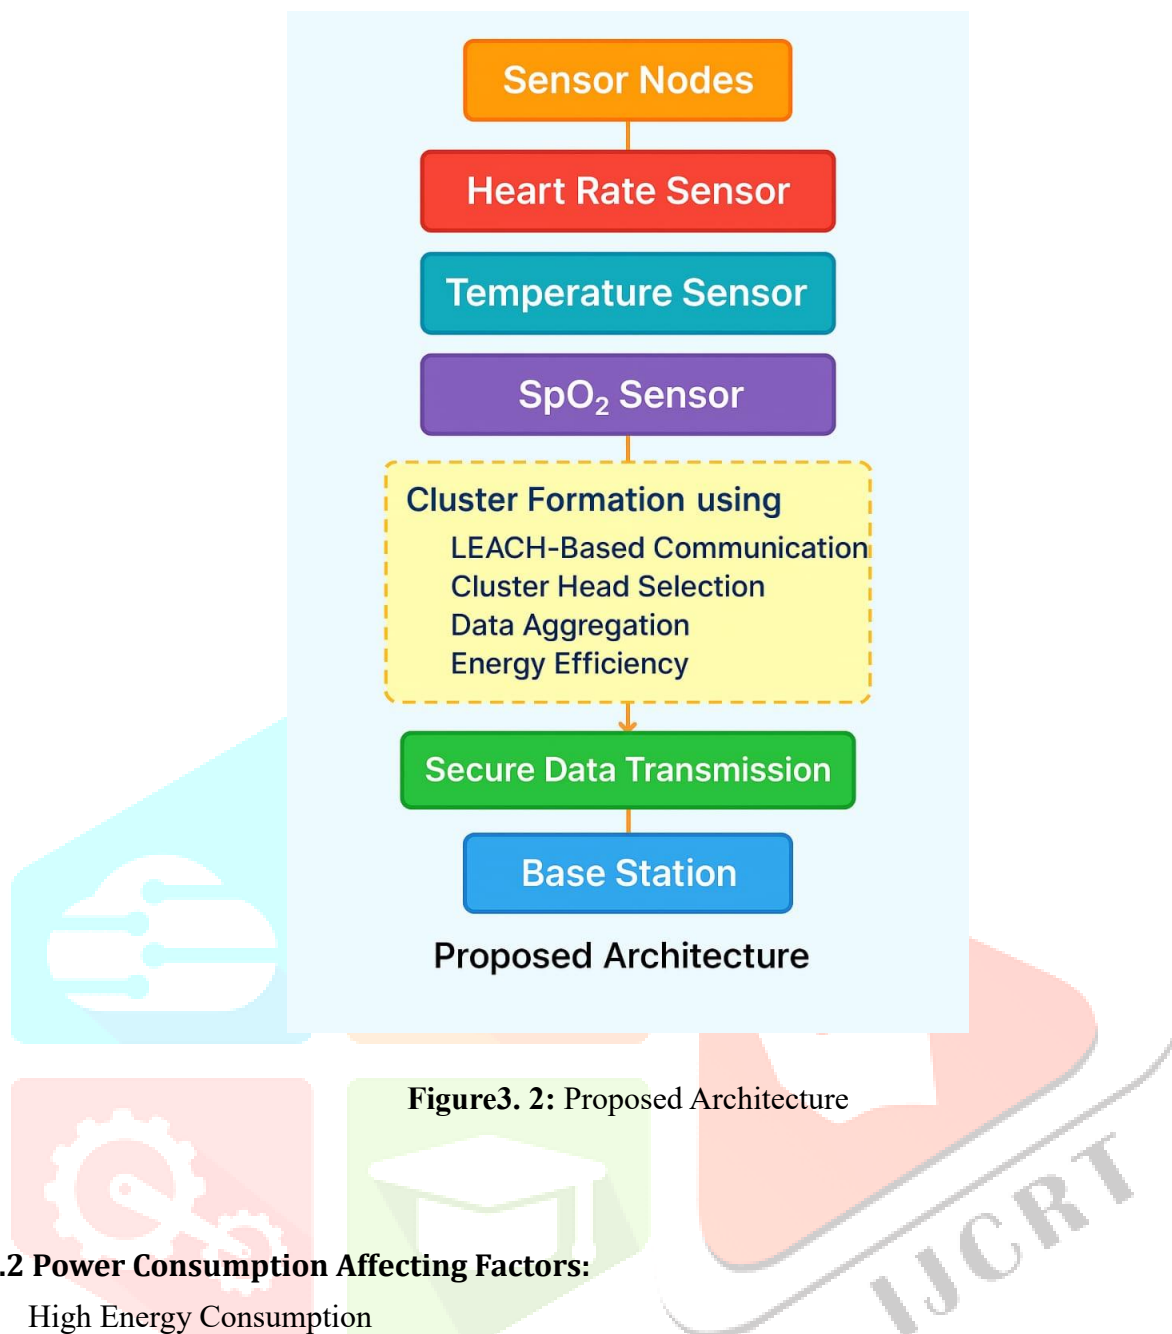 Sensor Nodes
Heart Rate Sensor
Temperature Sensor
SpO₂ Sensor
Cluster Formation using
LEACH-Based Communication
Cluster Head Selection
Data Aggregation
Energy Efficiency
Secure Data Transmission
Base Station
Proposed Architecture
Figure3. 2: Proposed Architecture
IJCRT
.2 Power Consumption Affecting Factors:
High Energy Consumption